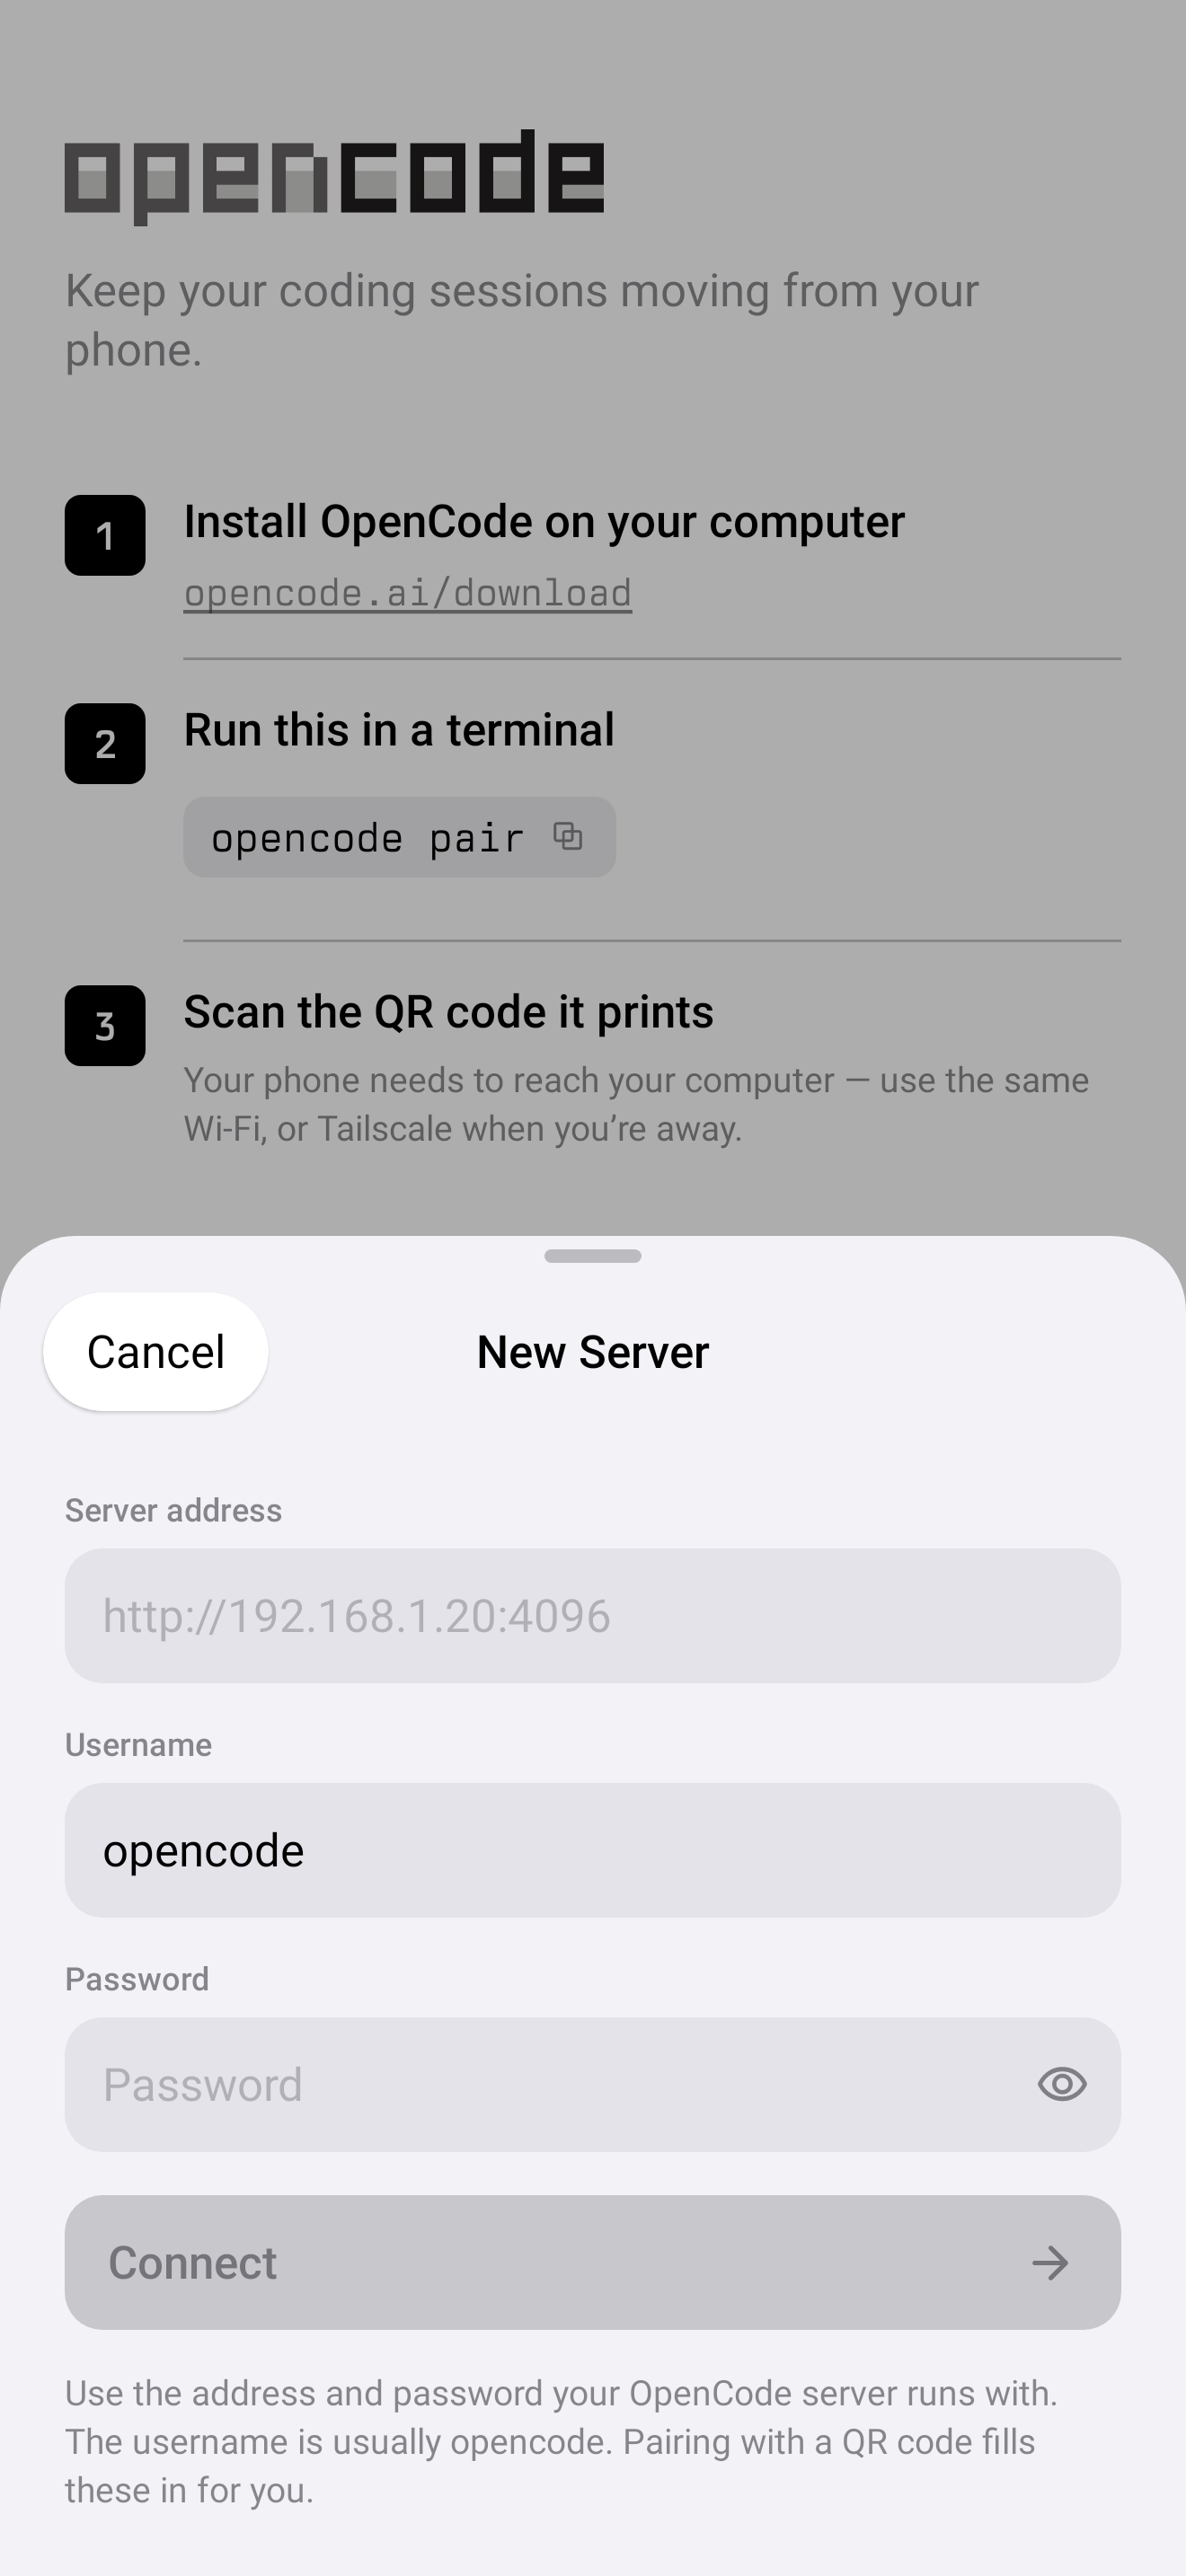 opencode
Keep your coding sessions moving from your
phone.
1
Install OpenCode on your computer
opencode.ai/download
2
Run this in a terminal
opencode pair
3
Scan the QR code it prints
Your phone needs to reach your computer — use the same
Wi-Fi, or Tailscale when you’re away.
Cancel
New Server
Server address
http://192.168.1.20:4096
Username
opencode
Password
Password
Connect
Use the address and password your OpenCode server runs with.
The username is usually opencode. Pairing with a QR code fills
these in for you.